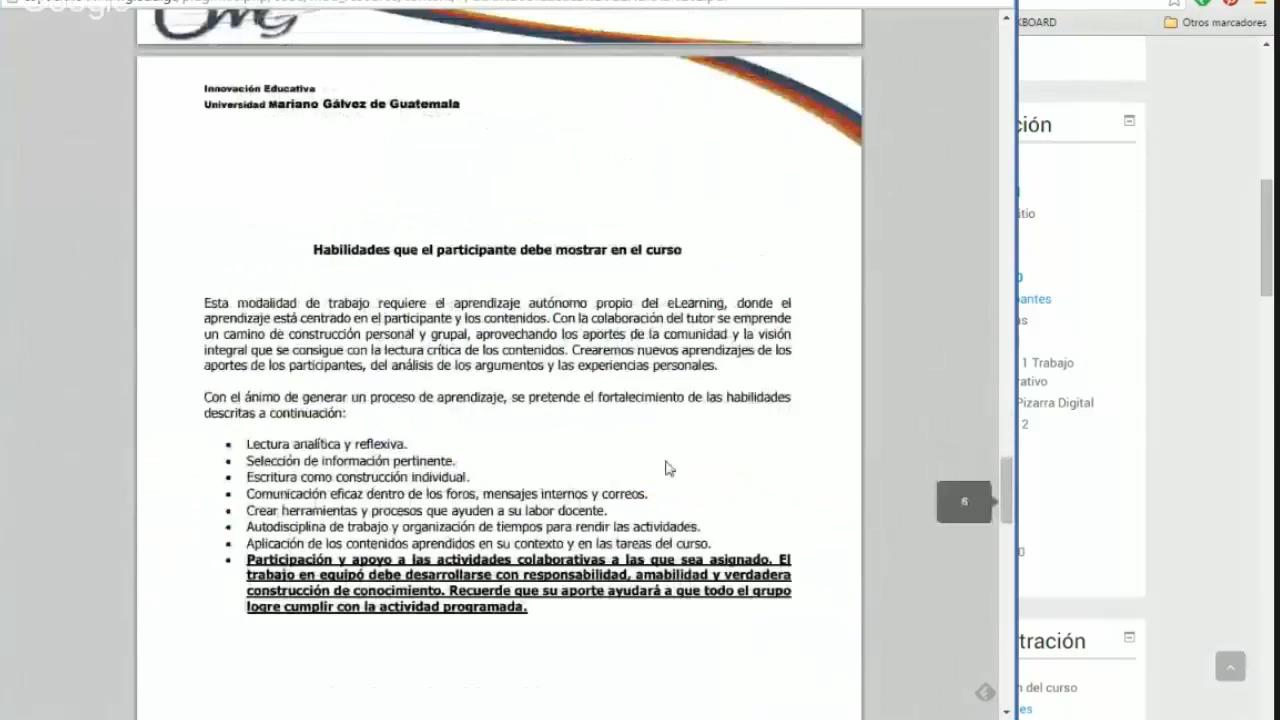 KBOARD
Otros marcadores
Innovación Educativa
Universidad Mariano Gálvez de Guatemala
Habilidades que el participante debe mostrar en el curso
Esta modalidad de trabajo requiere el aprendizaje autónomo propio del eLearning, donde el
aprendizaje está centrado en el participante y los contenidos. Con la colaboración del tutor se emprende
un camino de construcción personal y grupal, aprovechando los aportes de la comunidad y la visión
integral que se consigue con la lectura crítica de los contenidos. Crearemos nuevos aprendizajes de los
aportes de los participantes, del análisis de los argumentos y las experiencias personales.
Con el ánimo de generar un proceso de aprendizaje, se pretende el fortalecimiento de las habilidades
descritas a continuación:
▪ Lectura analítica y reflexiva.
▪ Selección de información pertinente.
▪ Escritura como construcción individual.
▪ Comunicación eficaz dentro de los foros, mensajes internos y correos.
▪ Crear herramientas y procesos que ayuden a su labor docente.
▪ Autodisciplina de trabajo y organización de tiempos para rendir las actividades.
▪ Aplicación de los contenidos aprendidos en su contexto y en las tareas del curso.
▪ Participación y apoyo a las actividades colaborativas a las que sea asignado. El
trabajo en equipó debe desarrollarse con responsabilidad, amabilidad y verdadera
construcción de conocimiento. Recuerde que su aporte ayudará a que todo el grupo
logre cumplir con la actividad programada.
6
ción
itio
antes
as
1 Trabajo
rativo
Pizarra Digital
2
0
tración
n del curso
es